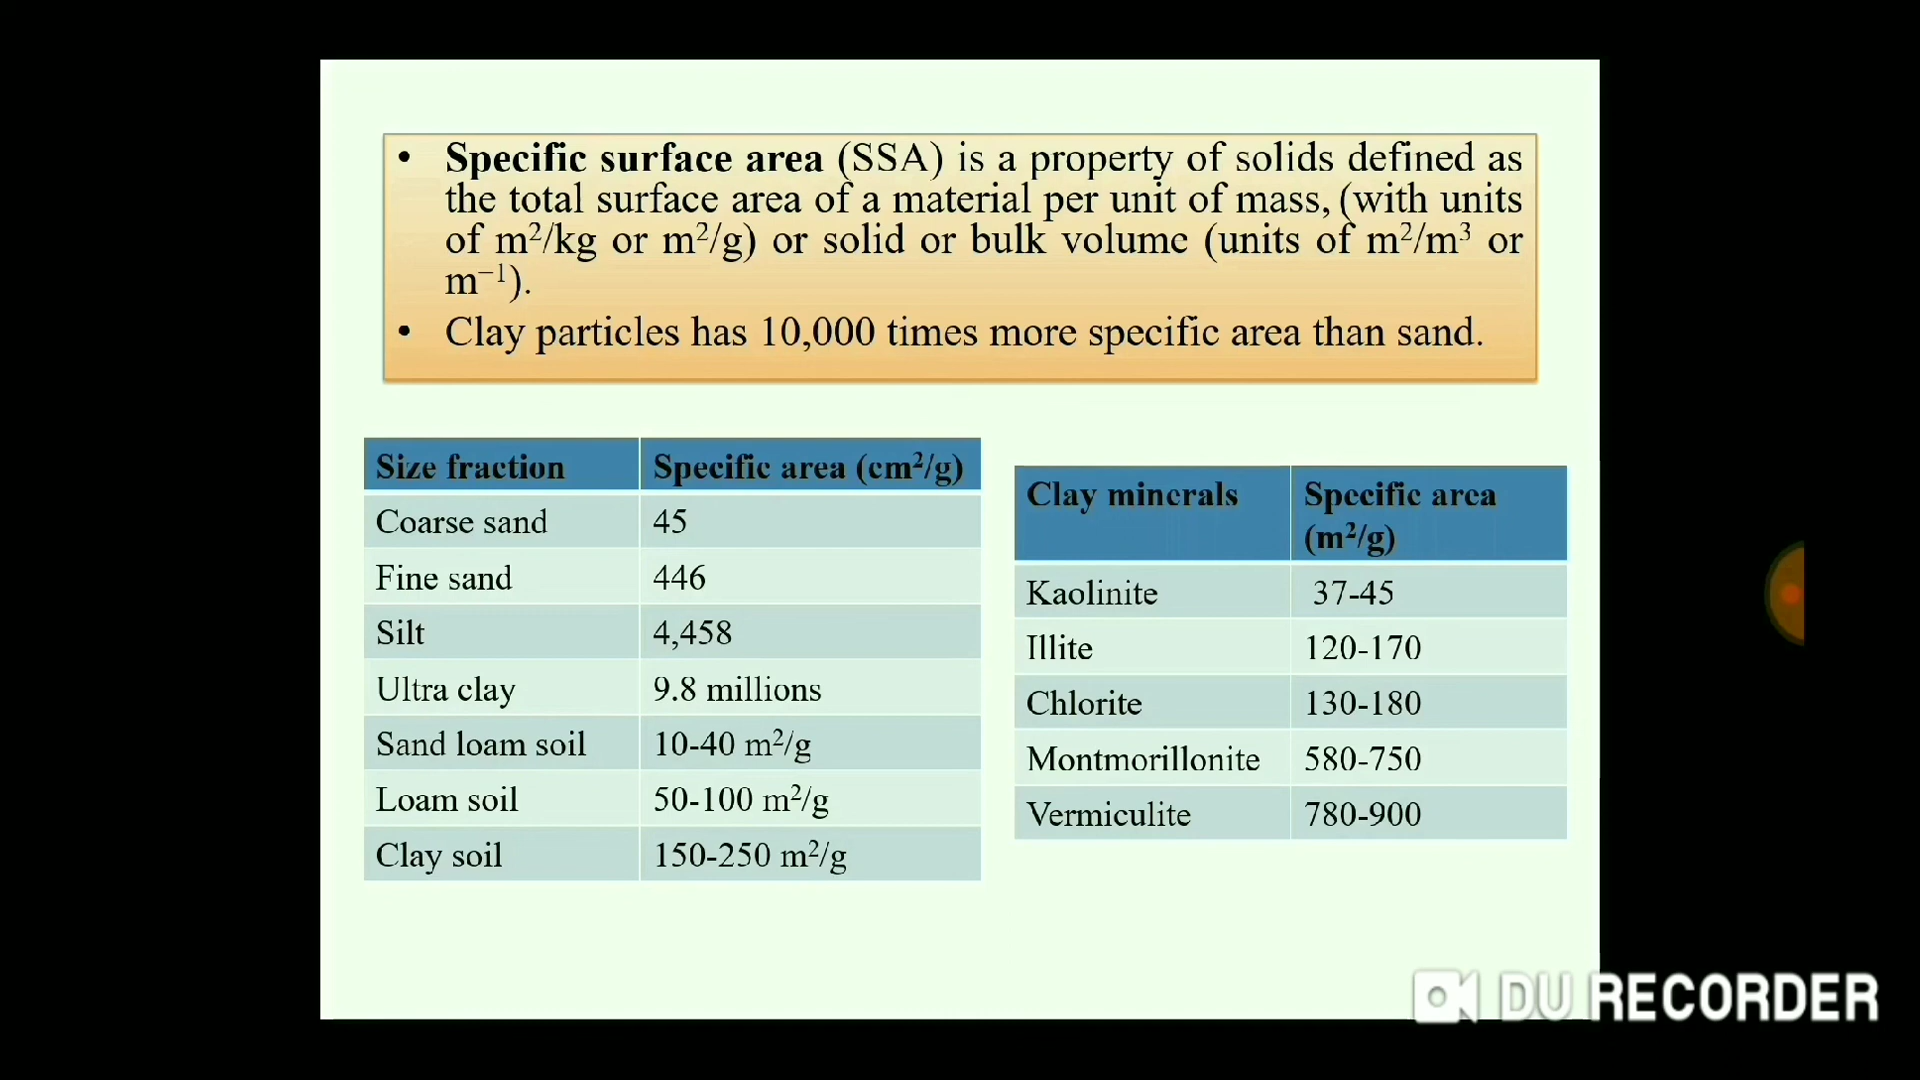 • Specific surface area (SSA) is a property of solids defined as
the total surface area of a material per unit of mass, (with units
of m²/kg or m²/g) or solid or bulk volume (units of m²/m³ or
m⁻¹).
• Clay particles has 10,000 times more specific area than sand.
Size fraction Specific area (cm²/g)
Coarse sand 45
Fine sand 446
Silt 4,458
Ultra clay 9.8 millions
Sand loam soil 10-40 m²/g
Loam soil 50-100 m²/g
Clay soil 150-250 m²/g
Clay minerals Specific area
(m²/g)
Kaolinite 37-45
Illite 120-170
Chlorite 130-180
Montmorillonite 580-750
Vermiculite 780-900
DU RECORDER